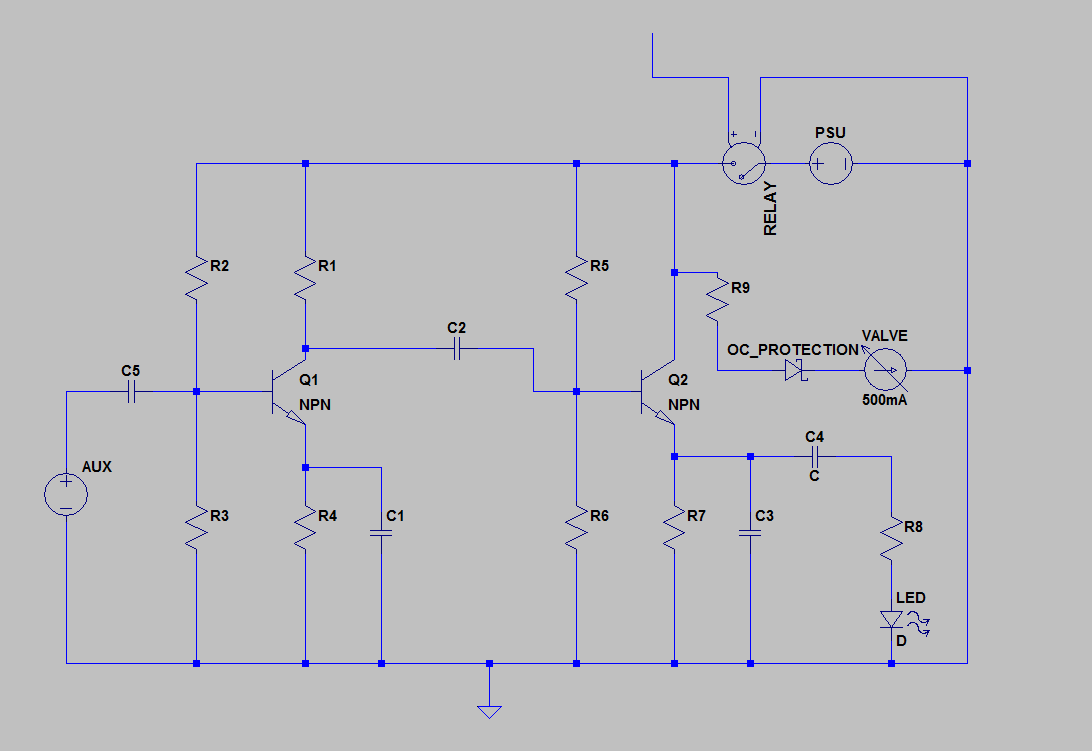 PSU
RELAY
R2
R1
R5
R9
C2
VALVE
OC_PROTECTION
C5
Q1
Q2
500mA
NPN
NPN
C4
AUX
C
R3
R4
C1
R6
R7
C3
R8
LED
D